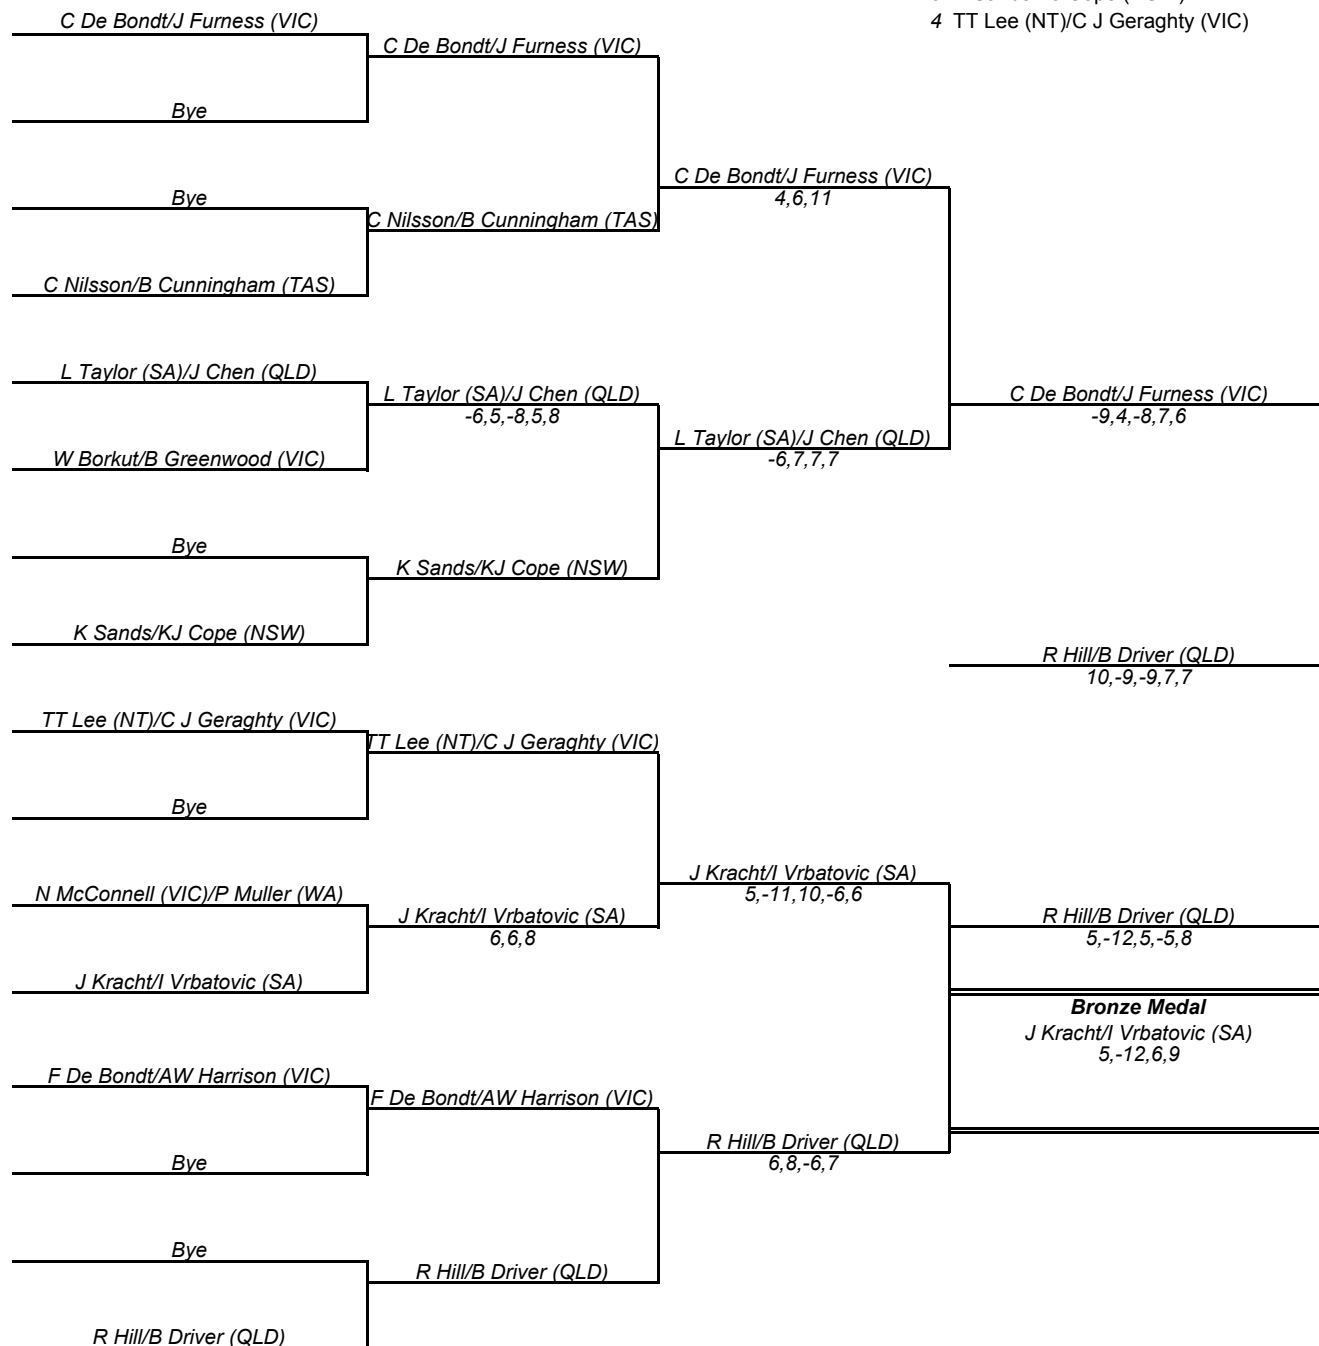 4 TT Lee (NT)/C J Geraghty (VIC)
C De Bondt/J Furness (VIC)
C De Bondt/J Furness (VIC)
Bye
C De Bondt/J Furness (VIC)
4,6,11
Bye
C Nilsson/B Cunningham (TAS)
C Nilsson/B Cunningham (TAS)
L Taylor (SA)/J Chen (QLD)
L Taylor (SA)/J Chen (QLD)
-6,5,-8,5,8
C De Bondt/J Furness (VIC)
-9,4,-8,7,6
L Taylor (SA)/J Chen (QLD)
-6,7,7,7
W Borkut/B Greenwood (VIC)
Bye
K Sands/KJ Cope (NSW)
K Sands/KJ Cope (NSW)
R Hill/B Driver (QLD)
10,-9,-9,7,7
TT Lee (NT)/C J Geraghty (VIC)
TT Lee (NT)/C J Geraghty (VIC)
Bye
J Kracht/I Vrbatovic (SA)
5,-11,10,-6,6
N McConnell (VIC)/P Muller (WA)
J Kracht/I Vrbatovic (SA)
6,6,8
R Hill/B Driver (QLD)
5,-12,5,-5,8
J Kracht/I Vrbatovic (SA)
Bronze Medal
J Kracht/I Vrbatovic (SA)
5,-12,6,9
F De Bondt/AW Harrison (VIC)
F De Bondt/AW Harrison (VIC)
R Hill/B Driver (QLD)
6,8,-6,7
Bye
Bye
R Hill/B Driver (QLD)
R Hill/B Driver (QLD)